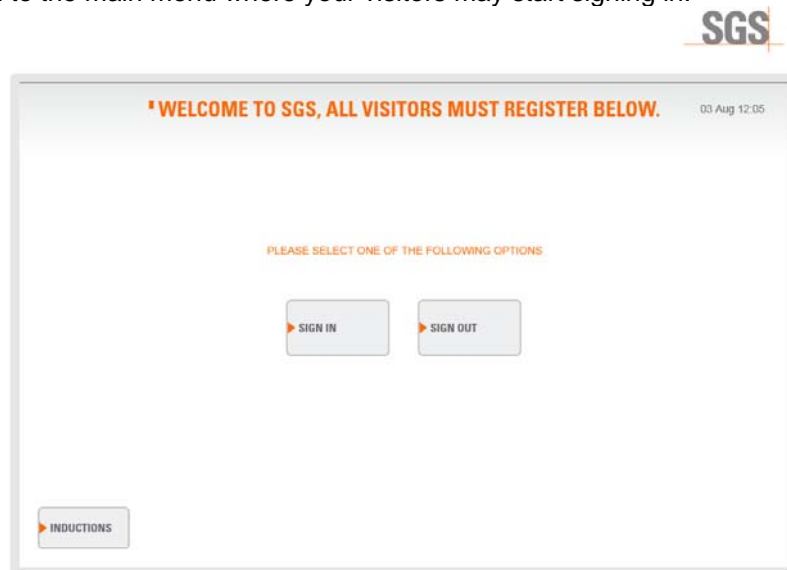 to the main menu where your visitors may start signing in.
SGS
WELCOME TO SGS, ALL VISITORS MUST REGISTER BELOW.
03 Aug 12:05
PLEASE SELECT ONE OF THE FOLLOWING OPTIONS
SIGN IN
SIGN OUT
INDUCTIONS